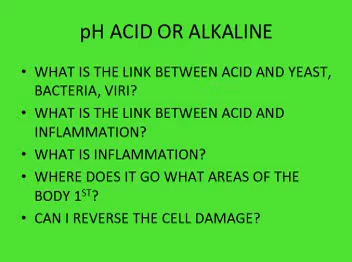 pH ACID OR ALKALINE
• WHAT IS THE LINK BETWEEN ACID AND YEAST,
BACTERIA, VIRI?
• WHAT IS THE LINK BETWEEN ACID AND
INFLAMMATION?
• WHAT IS INFLAMMATION?
• WHERE DOES IT GO WHAT AREAS OF THE
BODY 1ST?
• CAN I REVERSE THE CELL DAMAGE?